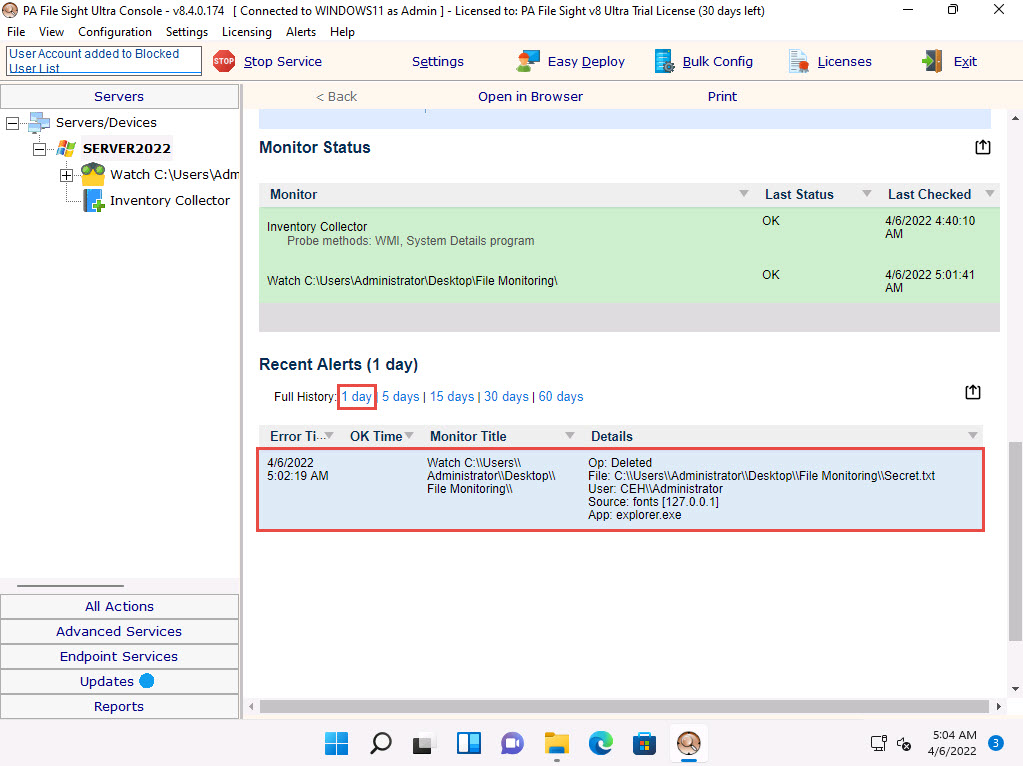 PA File Sight Ultra Console - v8.4.0.174 [ Connected to WINDOWS11 as Admin ] - Licensed to: PA File Sight v8 Ultra Trial License (30 days left)
File View Configuration Settings Licensing Alerts Help
User Account added to Blocked
User List
STOP Stop Service Settings Easy Deploy Bulk Config Licenses Exit
Servers
< Back Open in Browser Print
Servers/Devices
SERVER2022
Watch C:\Users\Adm
Inventory Collector
Monitor Status
Monitor Last Status Last Checked
Inventory Collector OK 4/6/2022 4:40:10
AM
Probe methods: WMI, System Details program
Watch C:\Users\Administrator\Desktop\File Monitoring\ OK 4/6/2022 5:01:41
AM
Recent Alerts (1 day)
Full History: 1 day 5 days | 15 days | 30 days | 60 days
Error Ti... OK Time Monitor Title Details
4/6/2022
5:02:19 AM
Watch C:\\Users\\
Administrator\\Desktop\\
File Monitoring\\
Op: Deleted
File: C:\\Users\\Administrator\\Desktop\\File Monitoring\\Secret.txt
User: CEH\\Administrator
Source: fonts [127.0.0.1]
App: explorer.exe
All Actions
Advanced Services
Endpoint Services
Updates
Reports
5:04 AM
4/6/2022
3